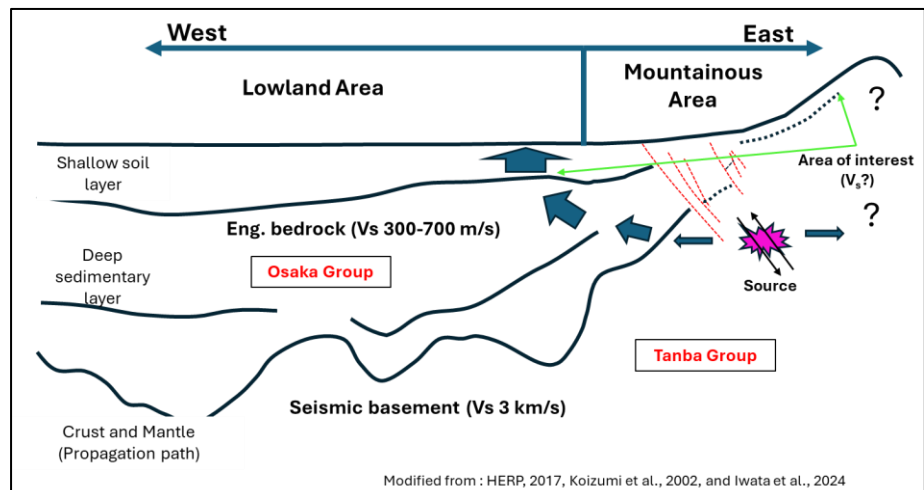 West
East
Lowland Area
Mountainous
Area
?
Shallow soil
layer
Area of interest
(Vs?)
Eng. bedrock (Vs 300-700 m/s)
?
Deep
sedimentary
layer
Osaka Group
Source
Tanba Group
Seismic basement (Vs 3 km/s)
Crust and Mantle
(Propagation path)
Modified from : HERP, 2017, Koizumi et al., 2002, and Iwata et al., 2024